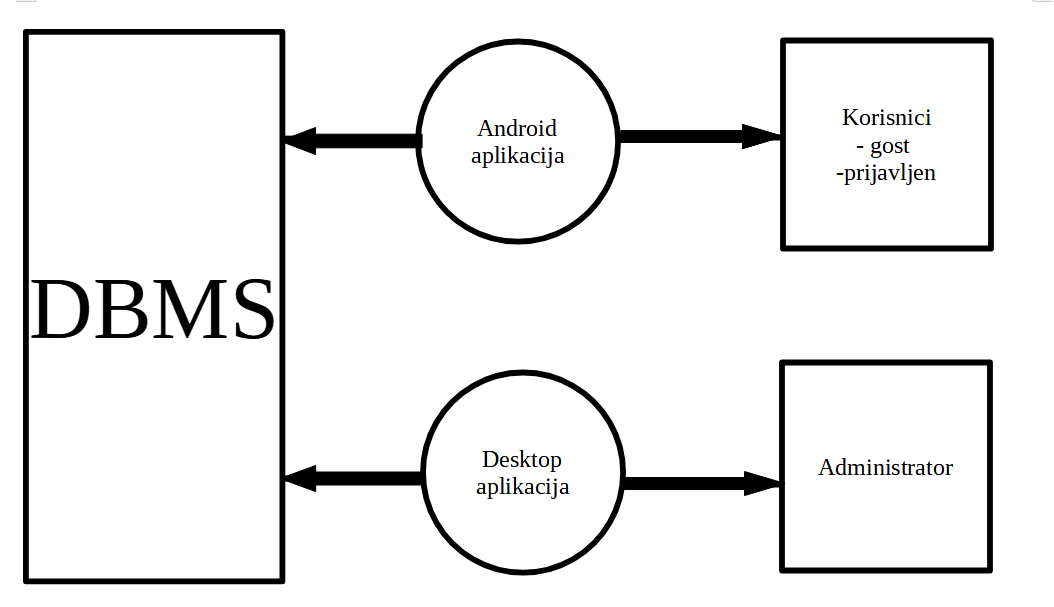 DBMS
Android
aplikacija
Korisnici
- gost
-prijavljen
Desktop
aplikacija
Administrator